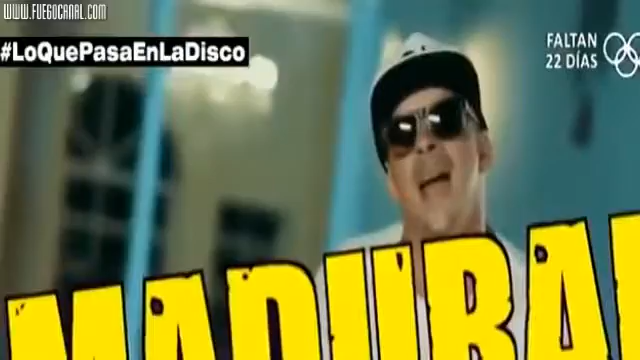 www.FUEGOCANAL.com
#LoQuePasaEnLaDisco
FALTAN
22 DÍAS
MADURA